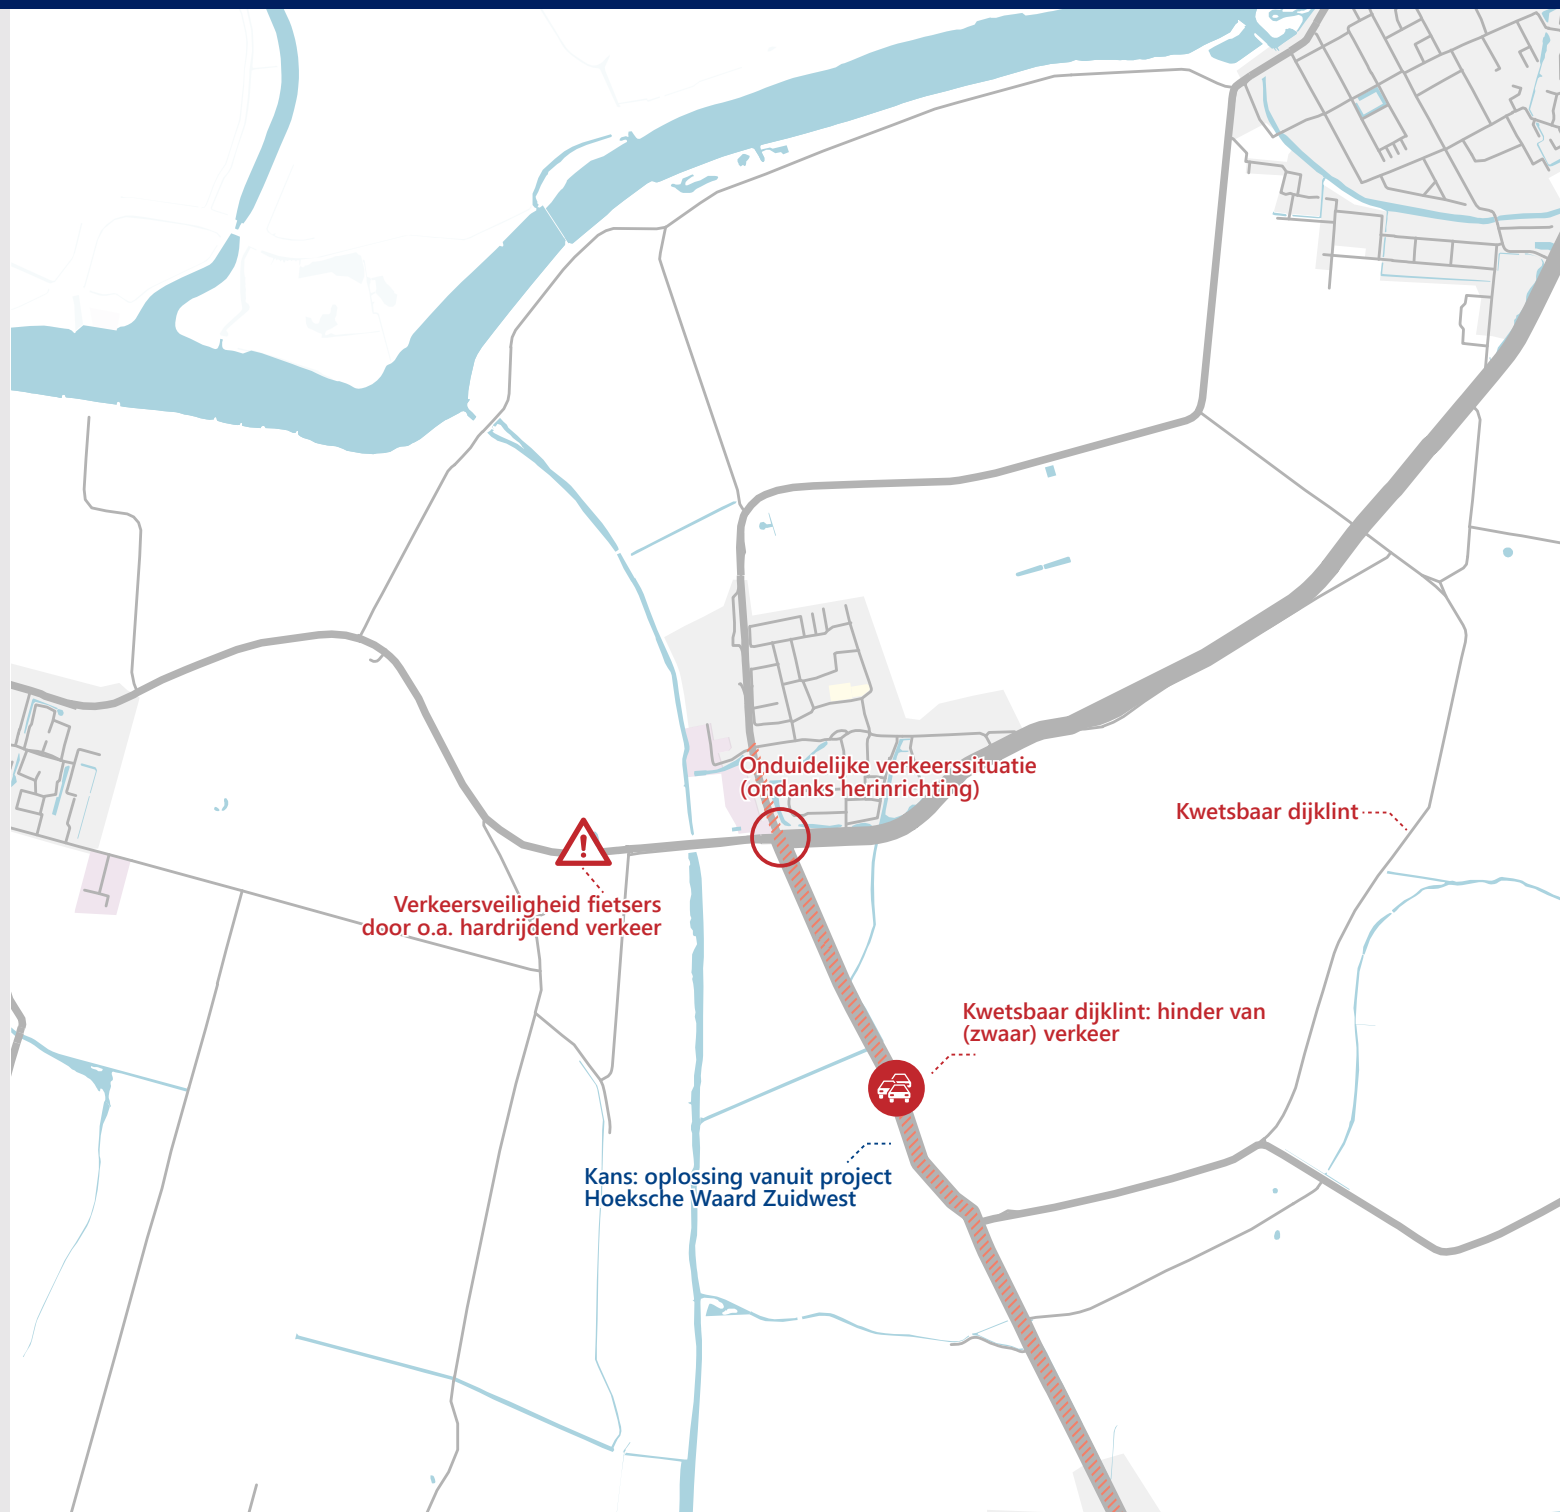 Onduidelijke verkeerssituatie
(ondanks herinrichting)
Kwetsbaar dijklint
Verkeersveiligheid fietsers
door o.a. hardrijdend verkeer
Kwetsbaar dijklint: hinder van
(zwaar) verkeer
Kans: oplossing vanuit project
Hoeksche Waard Zuidwest